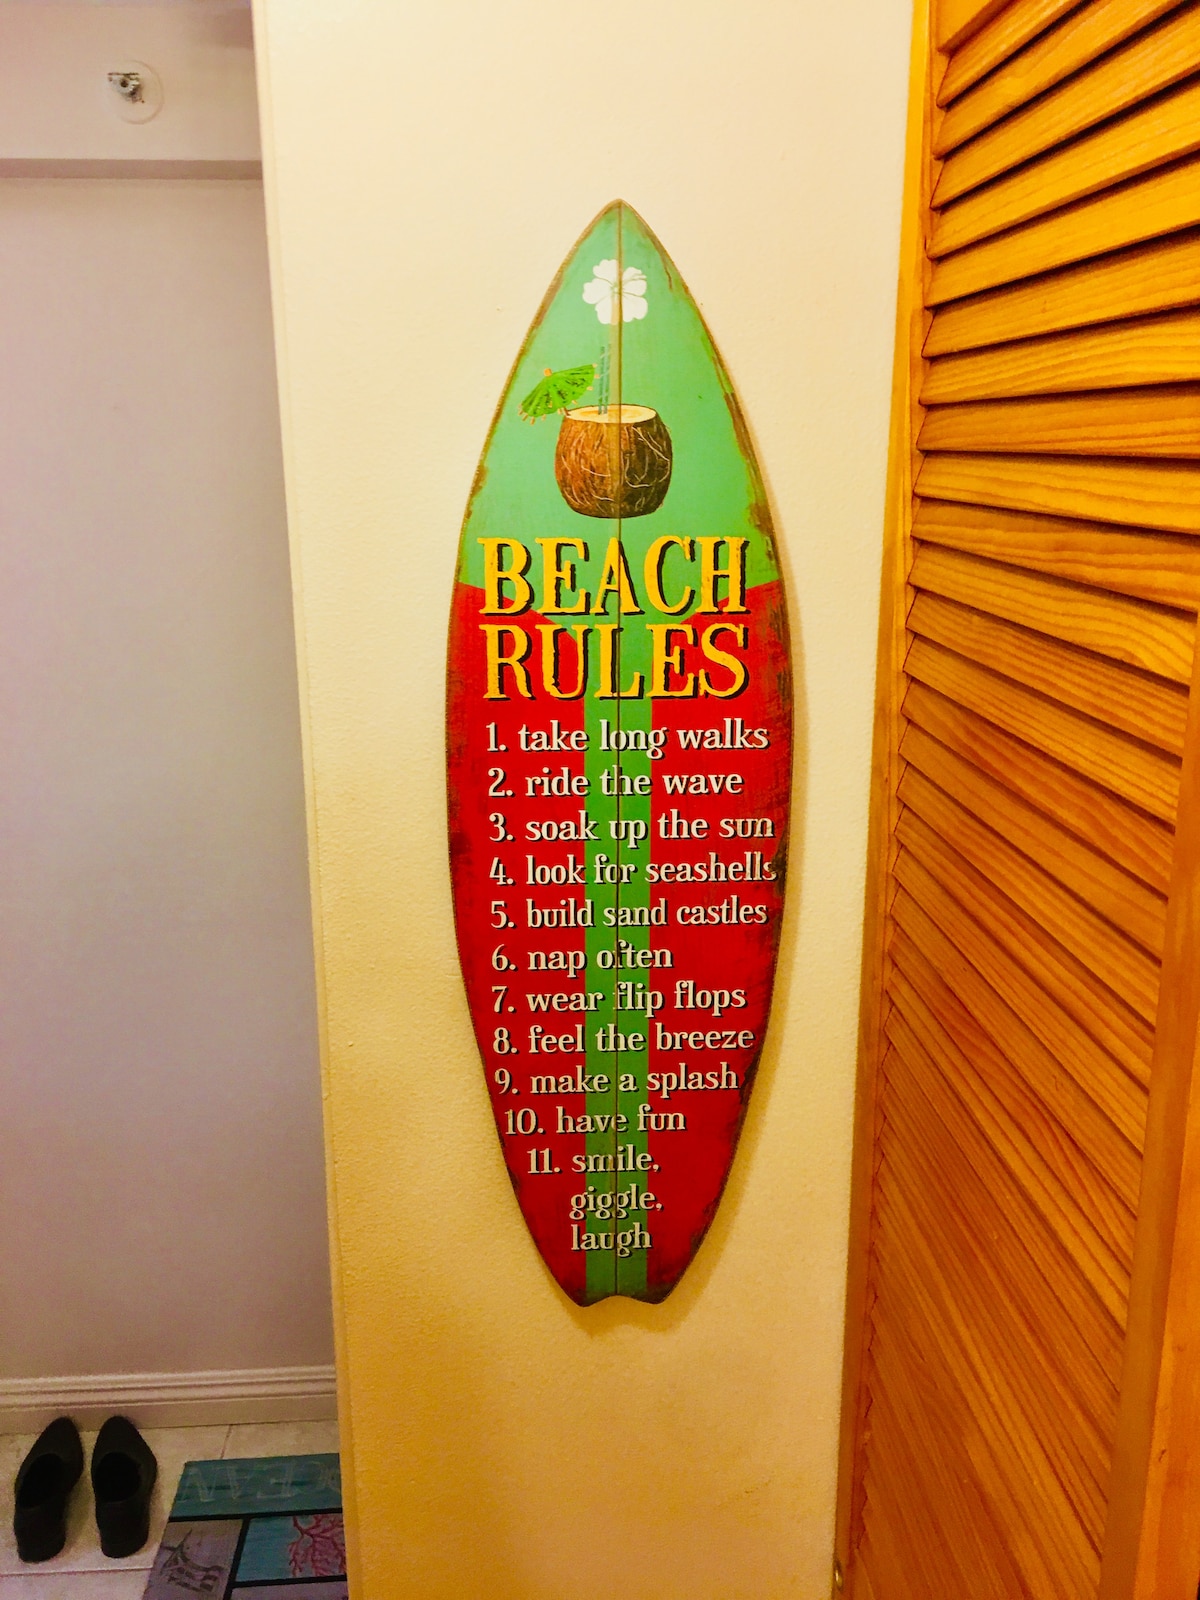 BEACH
RULES
1. take long walks
2. ride the wave
3. soak up the sun
4. look for seashells
5. build sand castles
6. nap often
7. wear flip flops
8. feel the breeze
9. make a splash
10. have fun
11. smile,
giggle,
laugh